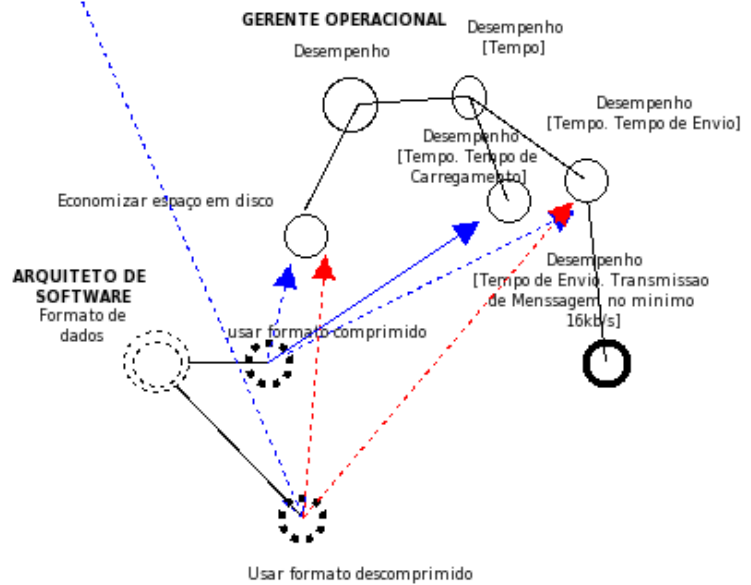 GERENTE OPERACIONAL
Desempenho
Desempenho
[Tempo]
Desempenho
[Tempo. Tempo de Envio]
Desempenho
[Tempo. Tempo de
Carregamento]
Economizar espaço em disco
Desempenho
[Tempo de Envio. Transmissao
de Menssagem no minimo
16kb/s]
ARQUITETO DE
SOFTWARE
Formato de
dados
usar formato comprimido
Usar formato descomprimido